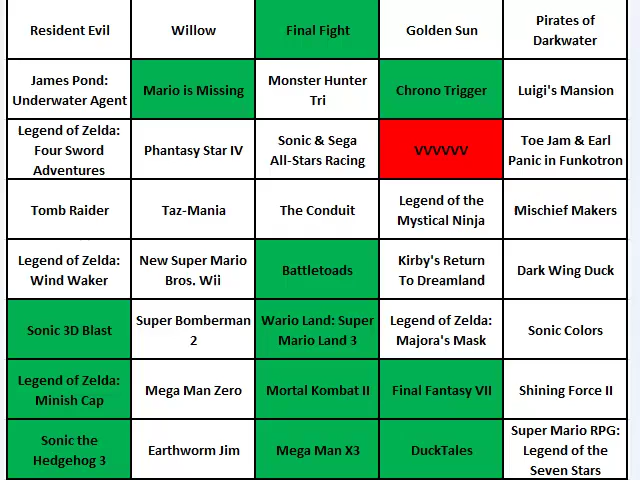 Resident Evil
Willow
Final Fight
Golden Sun
Pirates of
Darkwater
James Pond:
Underwater Agent
Mario is Missing
Monster Hunter
Tri
Chrono Trigger
Luigi's Mansion
Legend of Zelda:
Four Sword
Adventures
Phantasy Star IV
Sonic & Sega
All-Stars Racing
VVVVVV
Toe Jam & Earl
Panic in Funkotron
Tomb Raider
Taz-Mania
The Conduit
Legend of the
Mystical Ninja
Mischief Makers
Legend of Zelda:
Wind Waker
New Super Mario
Bros. Wii
Battletoads
Kirby's Return
To Dreamland
Dark Wing Duck
Sonic 3D Blast
Super Bomberman
2
Wario Land: Super
Mario Land 3
Legend of Zelda:
Majora's Mask
Sonic Colors
Legend of Zelda:
Minish Cap
Mega Man Zero
Mortal Kombat II
Final Fantasy VII
Shining Force II
Sonic the
Hedgehog 3
Earthworm Jim
Mega Man X3
DuckTales
Super Mario RPG:
Legend of the
Seven Stars